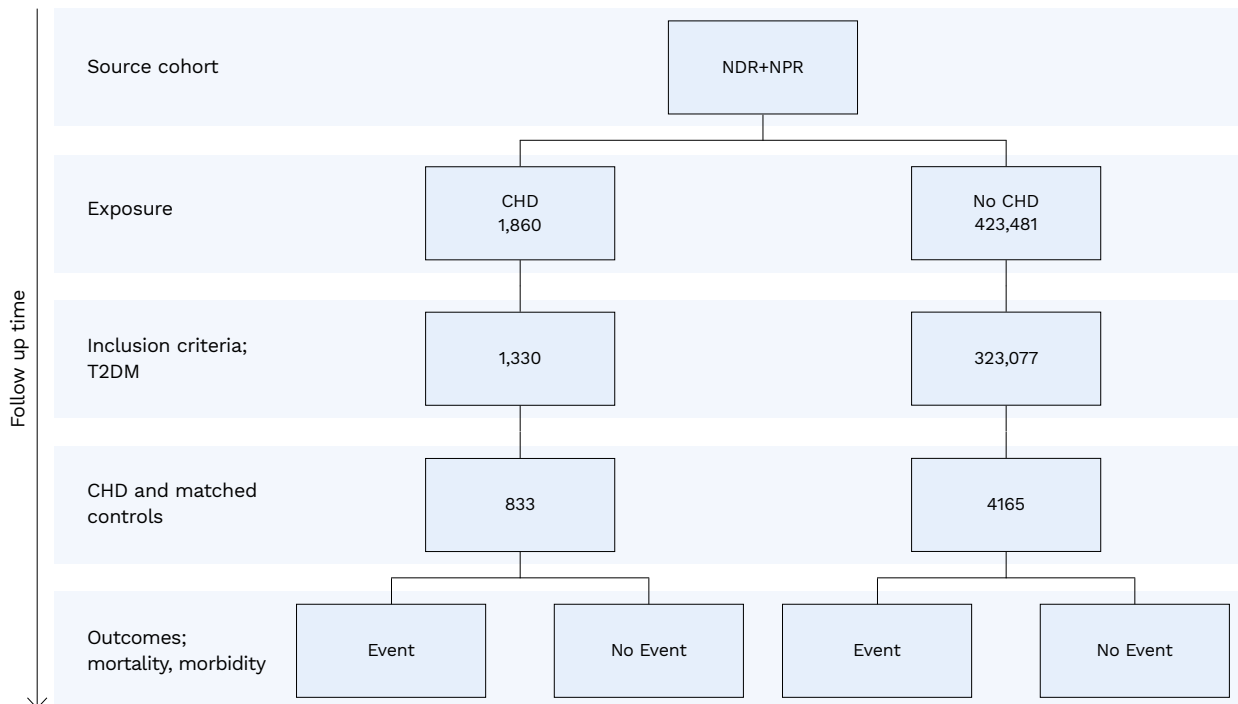 Source cohort
NDR+NPR
Exposure
CHD
1,860
No CHD
423,481
Follow up time
Inclusion criteria;
T2DM
1,330
323,077
CHD and matched
controls
833
4165
Outcomes;
mortality, morbidity
Event
No Event
Event
No Event